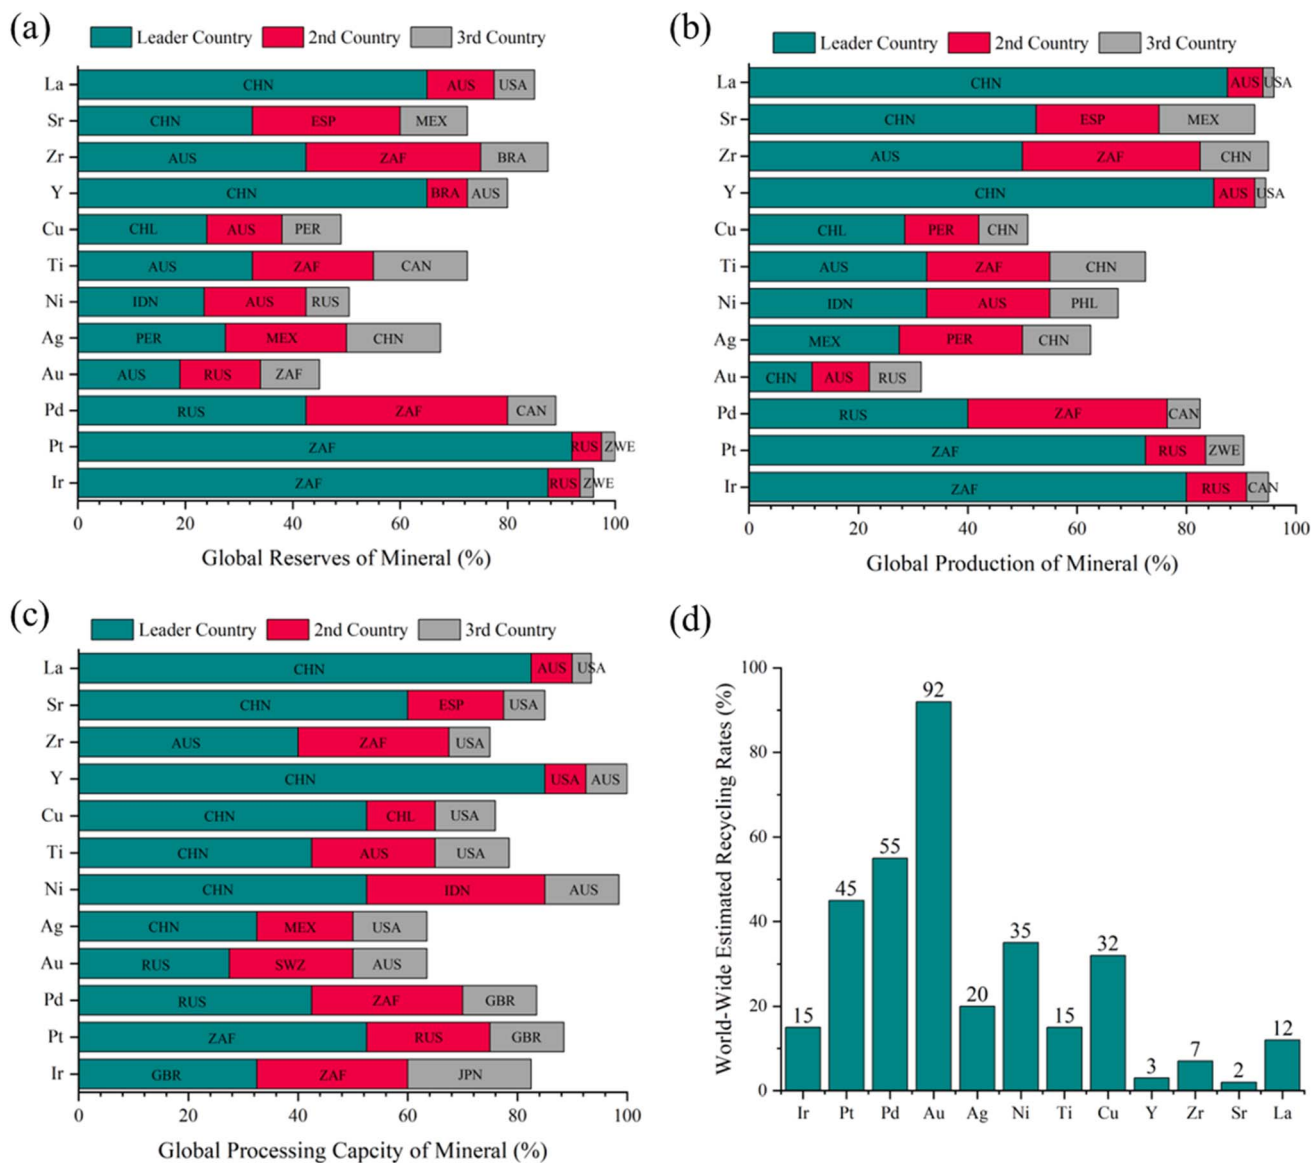 (a)
Leader Country 2nd Country 3rd Country
La CHN AUS USA
Sr CHN ESP MEX
Zr AUS ZAF BRA
Y CHN BRA AUS
Cu CHL AUS PER
Ti AUS ZAF CAN
Ni IDN AUS RUS
Ag PER MEX CHN
Au AUS RUS ZAF
Pd RUS ZAF CAN
Pt ZAF RUS ZWE
Ir ZAF RUS ZWE
0 20 40 60 80 100
Global Reserves of Mineral (%)
(b)
Leader Country 2nd Country 3rd Country
La CHN AUS USA
Sr CHN ESP MEX
Zr AUS ZAF CHN
Y CHN AUS USA
Cu CHL PER CHN
Ti AUS ZAF CHN
Ni IDN AUS PHL
Ag MEX PER CHN
Au CHN AUS RUS
Pd RUS ZAF CAN
Pt ZAF RUS ZWE
Ir ZAF RUS CAN
0 20 40 60 80 100
Global Production of Mineral (%)
(c)
Leader Country 2nd Country 3rd Country
La CHN AUS USA
Sr CHN ESP USA
Zr AUS ZAF USA
Y CHN USA AUS
Cu CHN CHL USA
Ti CHN AUS USA
Ni CHN IDN AUS
Ag CHN MEX USA
Au RUS SWZ AUS
Pd RUS ZAF GBR
Pt ZAF RUS GBR
Ir GBR ZAF JPN
0 20 40 60 80 100
Global Processing Capcity of Mineral (%)
(d)
World-Wide Estimated Recycling Rates (%)
100
80
60
40
20
0
15 45 55 92 20 35 15 32 3 7 2 12
Ir Pt Pd Au Ag Ni Ti Cu Y Zr Sr La